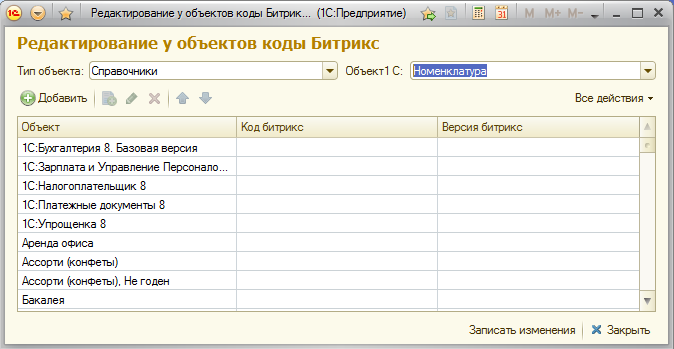 Редактирование у объектов коды Битрик... (1С:Предприятие)
M M+ M-
Редактирование у объектов коды Битрикс
Тип объекта: Справочники Объект1 С: Номенклатура
Добавить Все действия
Объект Код битрикс Версия битрикс
1С:Бухгалтерия 8. Базовая версия
1С:Зарплата и Управление Персонало...
1С:Налогоплательщик 8
1С:Платежные документы 8
1С:Упрощенка 8
Аренда офиса
Ассорти (конфеты)
Ассорти (конфеты), Не годен
Бакалея
Записать изменения Закрыть